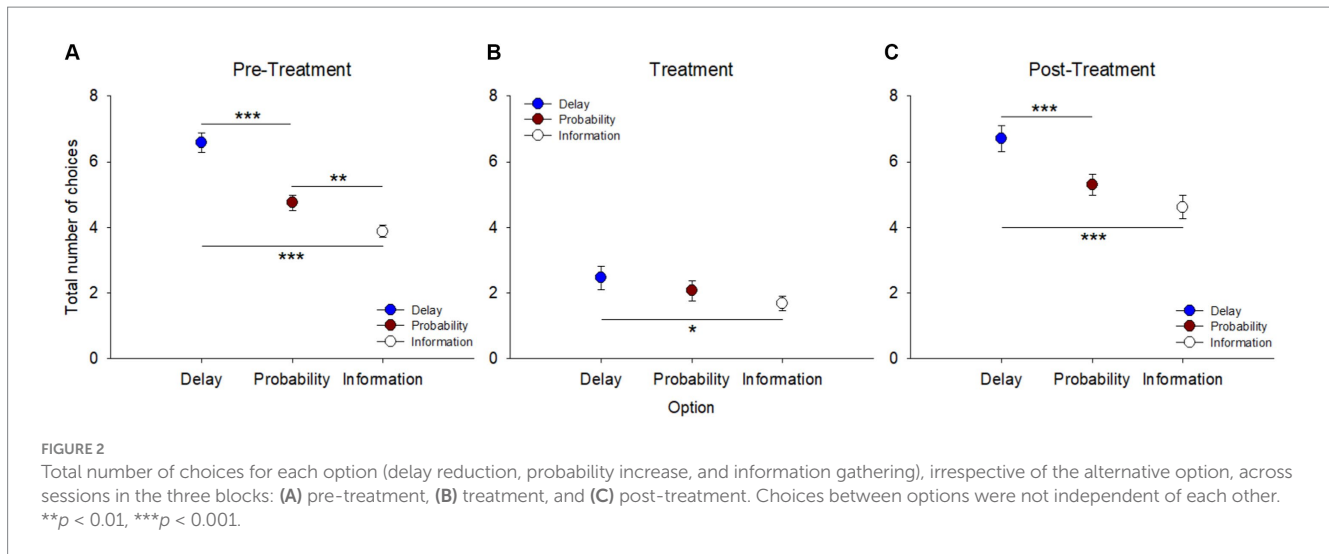 A
Pre-Treatment
Total number of choices
8
6
4
2
0
***
**
***
Delay
Probability
Information
Delay Probability Information
B
Treatment
8
6
4
2
0
Delay
Probability
Information
*
Delay Probability Information
Option
C
Post-Treatment
8
6
4
2
0
***
***
Delay
Probability
Information
Delay Probability Information
FIGURE 2
Total number of choices for each option (delay reduction, probability increase, and information gathering), irrespective of the alternative option, across
sessions in the three blocks: (A) pre-treatment, (B) treatment, and (C) post-treatment. Choices between options were not independent of each other.
**p < 0.01, ***p < 0.001.